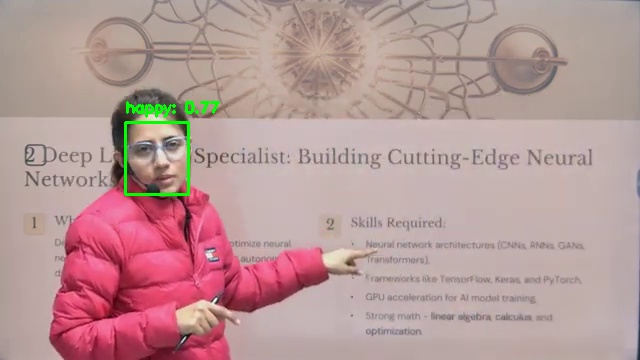 happy: 0.77
2 Deep Specialist: Building Cutting-Edge Neural
Networks
1
2 Skills Required:
Neural network architectures (CNNs, RNNs, GANs,
Transformers).
Frameworks like TensorFlow, Keras, and PyTorch.
GPU acceleration for AI model training.
Strong math – linear algebra, calculus, and
optimization.
optimize neural